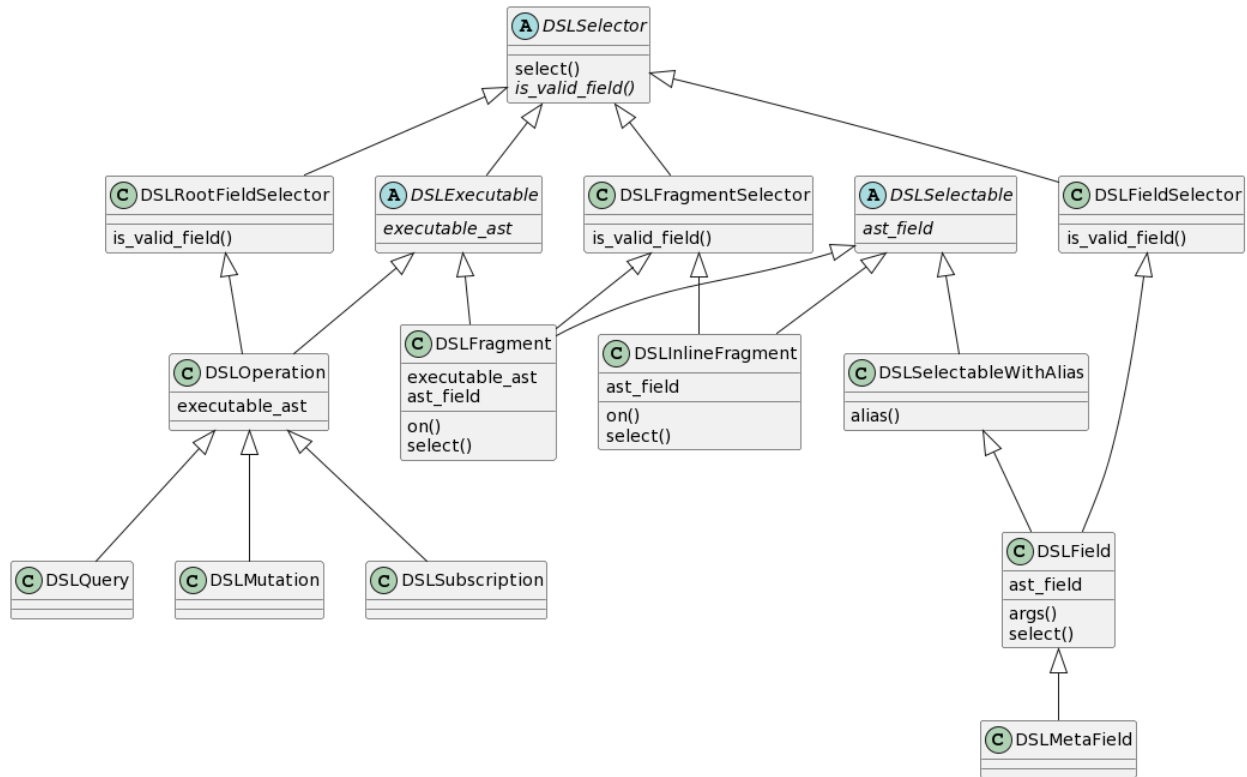 A DSLSelector
select()
is_valid_field()
C DSLRootFieldSelector
is_valid_field()
A DSLExecutable
executable_ast
C DSLFragmentSelector
is_valid_field()
A DSLSelectable
ast_field
C DSLFieldSelector
is_valid_field()
C DSLOperation
executable_ast
C DSLFragment
executable_ast
ast_field
on()
select()
C DSLInlineFragment
ast_field
on()
select()
C DSLSelectableWithAlias
alias()
C DSLQuery
C DSLMutation
C DSLSubscription
C DSLField
ast_field
args()
select()
C DSLMetaField